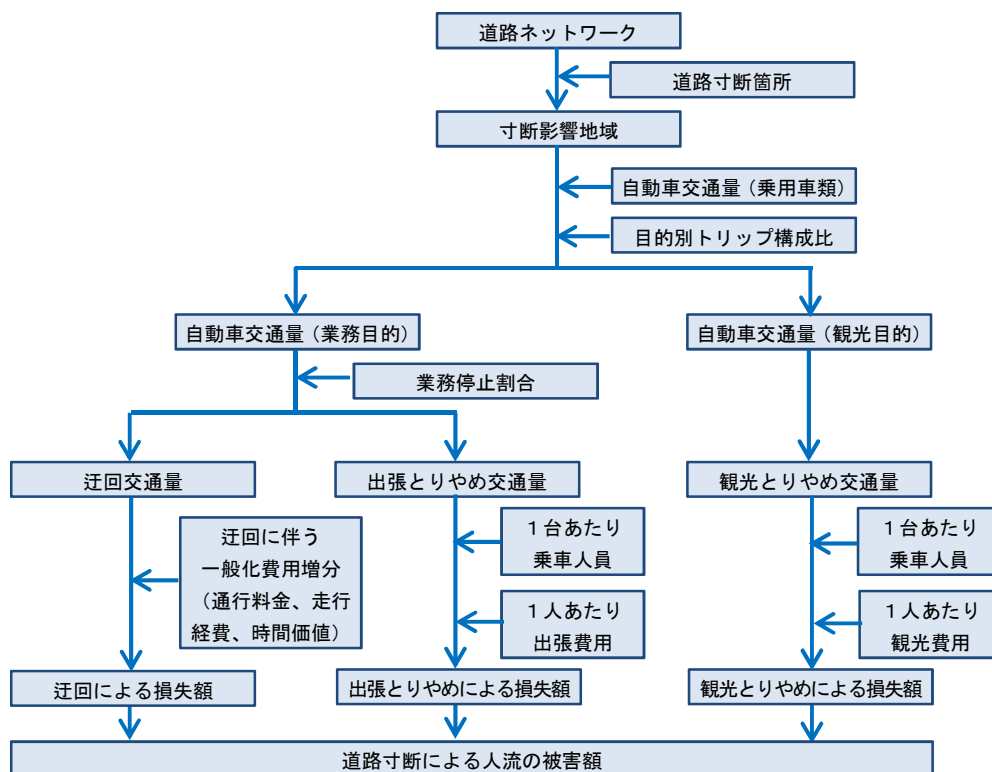 道路ネットワーク
道路寸断箇所
寸断影響地域
自動車交通量（乗用車類）
目的別トリップ構成比
自動車交通量（業務目的）
自動車交通量（観光目的）
業務停止割合
迂回交通量
出張とりやめ交通量
観光とりやめ交通量
迂回に伴う
一般化費用増分
（通行料金、走行
経費、時間価値）
１台あたり
乗車人員
１人あたり
出張費用
１台あたり
乗車人員
１人あたり
観光費用
迂回による損失額
出張とりやめによる損失額
観光とりやめによる損失額
道路寸断による人流の被害額